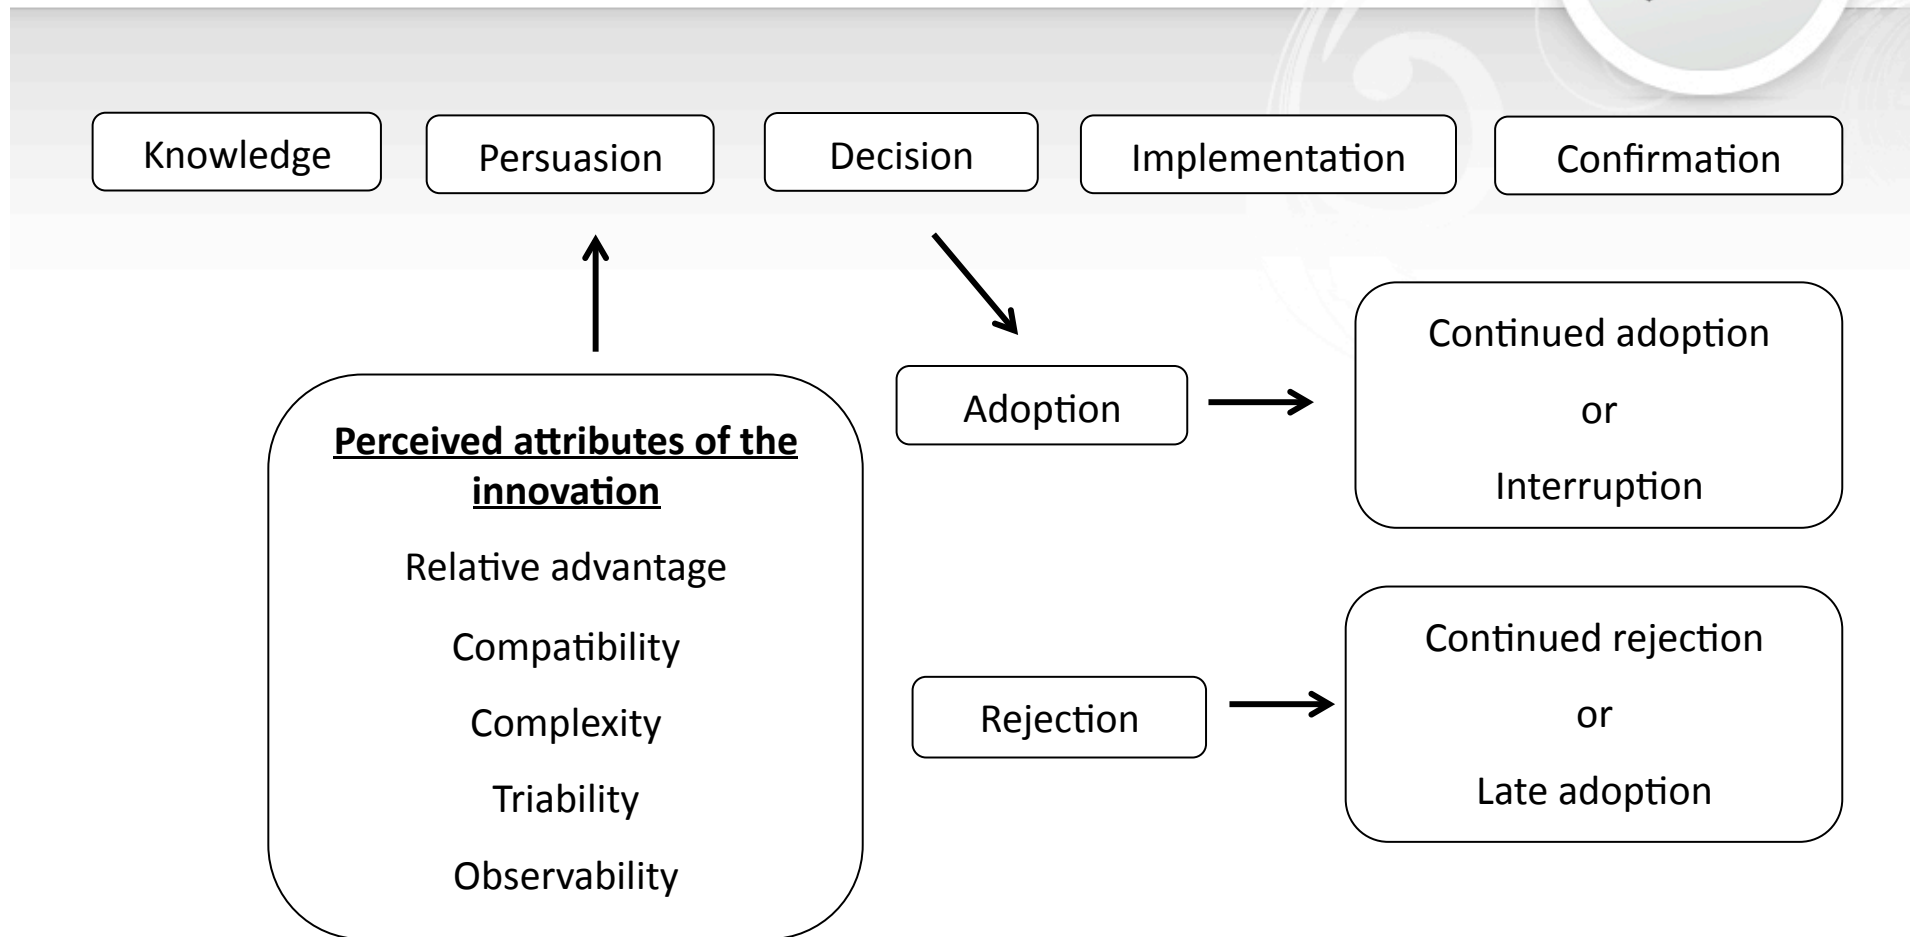 Knowledge
Persuasion
Decision
Implementation
Confirmation
Perceived attributes of the
innovation
Relative advantage
Compatibility
Complexity
Triability
Observability
Adoption
Continued adoption
or
Interruption
Rejection
Continued rejection
or
Late adoption